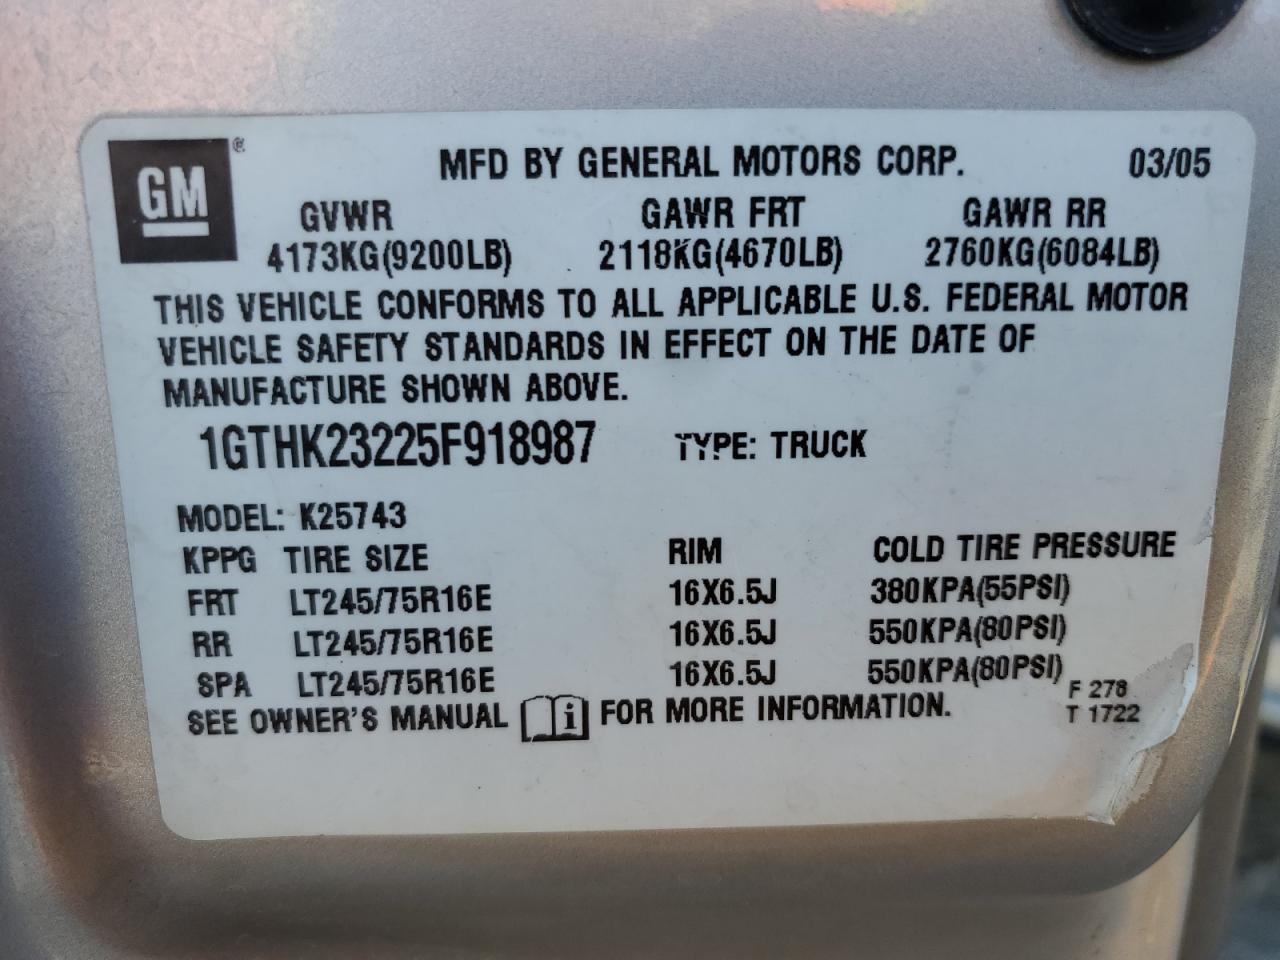 GM ®
MFD BY GENERAL MOTORS CORP. 03/05
GVWR GAWR FRT GAWR RR
4173KG(9200LB) 2118KG(4670LB) 2760KG(6084LB)
THIS VEHICLE CONFORMS TO ALL APPLICABLE U.S. FEDERAL MOTOR
VEHICLE SAFETY STANDARDS IN EFFECT ON THE DATE OF
MANUFACTURE SHOWN ABOVE.
1GTHK23225F918987 TYPE: TRUCK
MODEL: K25743
KPPG TIRE SIZE RIM COLD TIRE PRESSURE
FRT LT245/75R16E 16X6.5J 380KPA(55PSI)
RR LT245/75R16E 16X6.5J 550KPA(80PSI)
SPA LT245/75R16E 16X6.5J 550KPA(80PSI)
SEE OWNER'S MANUAL i FOR MORE INFORMATION.
F 278
T 1722